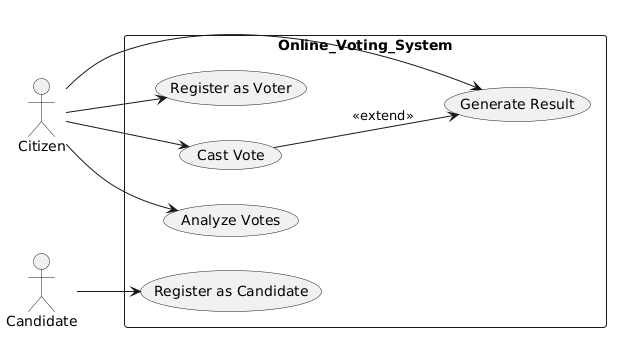 Online_Voting_System
Register as Voter
Generate Result
«extend»
Citizen
Cast Vote
Analyze Votes
Register as Candidate
Candidate